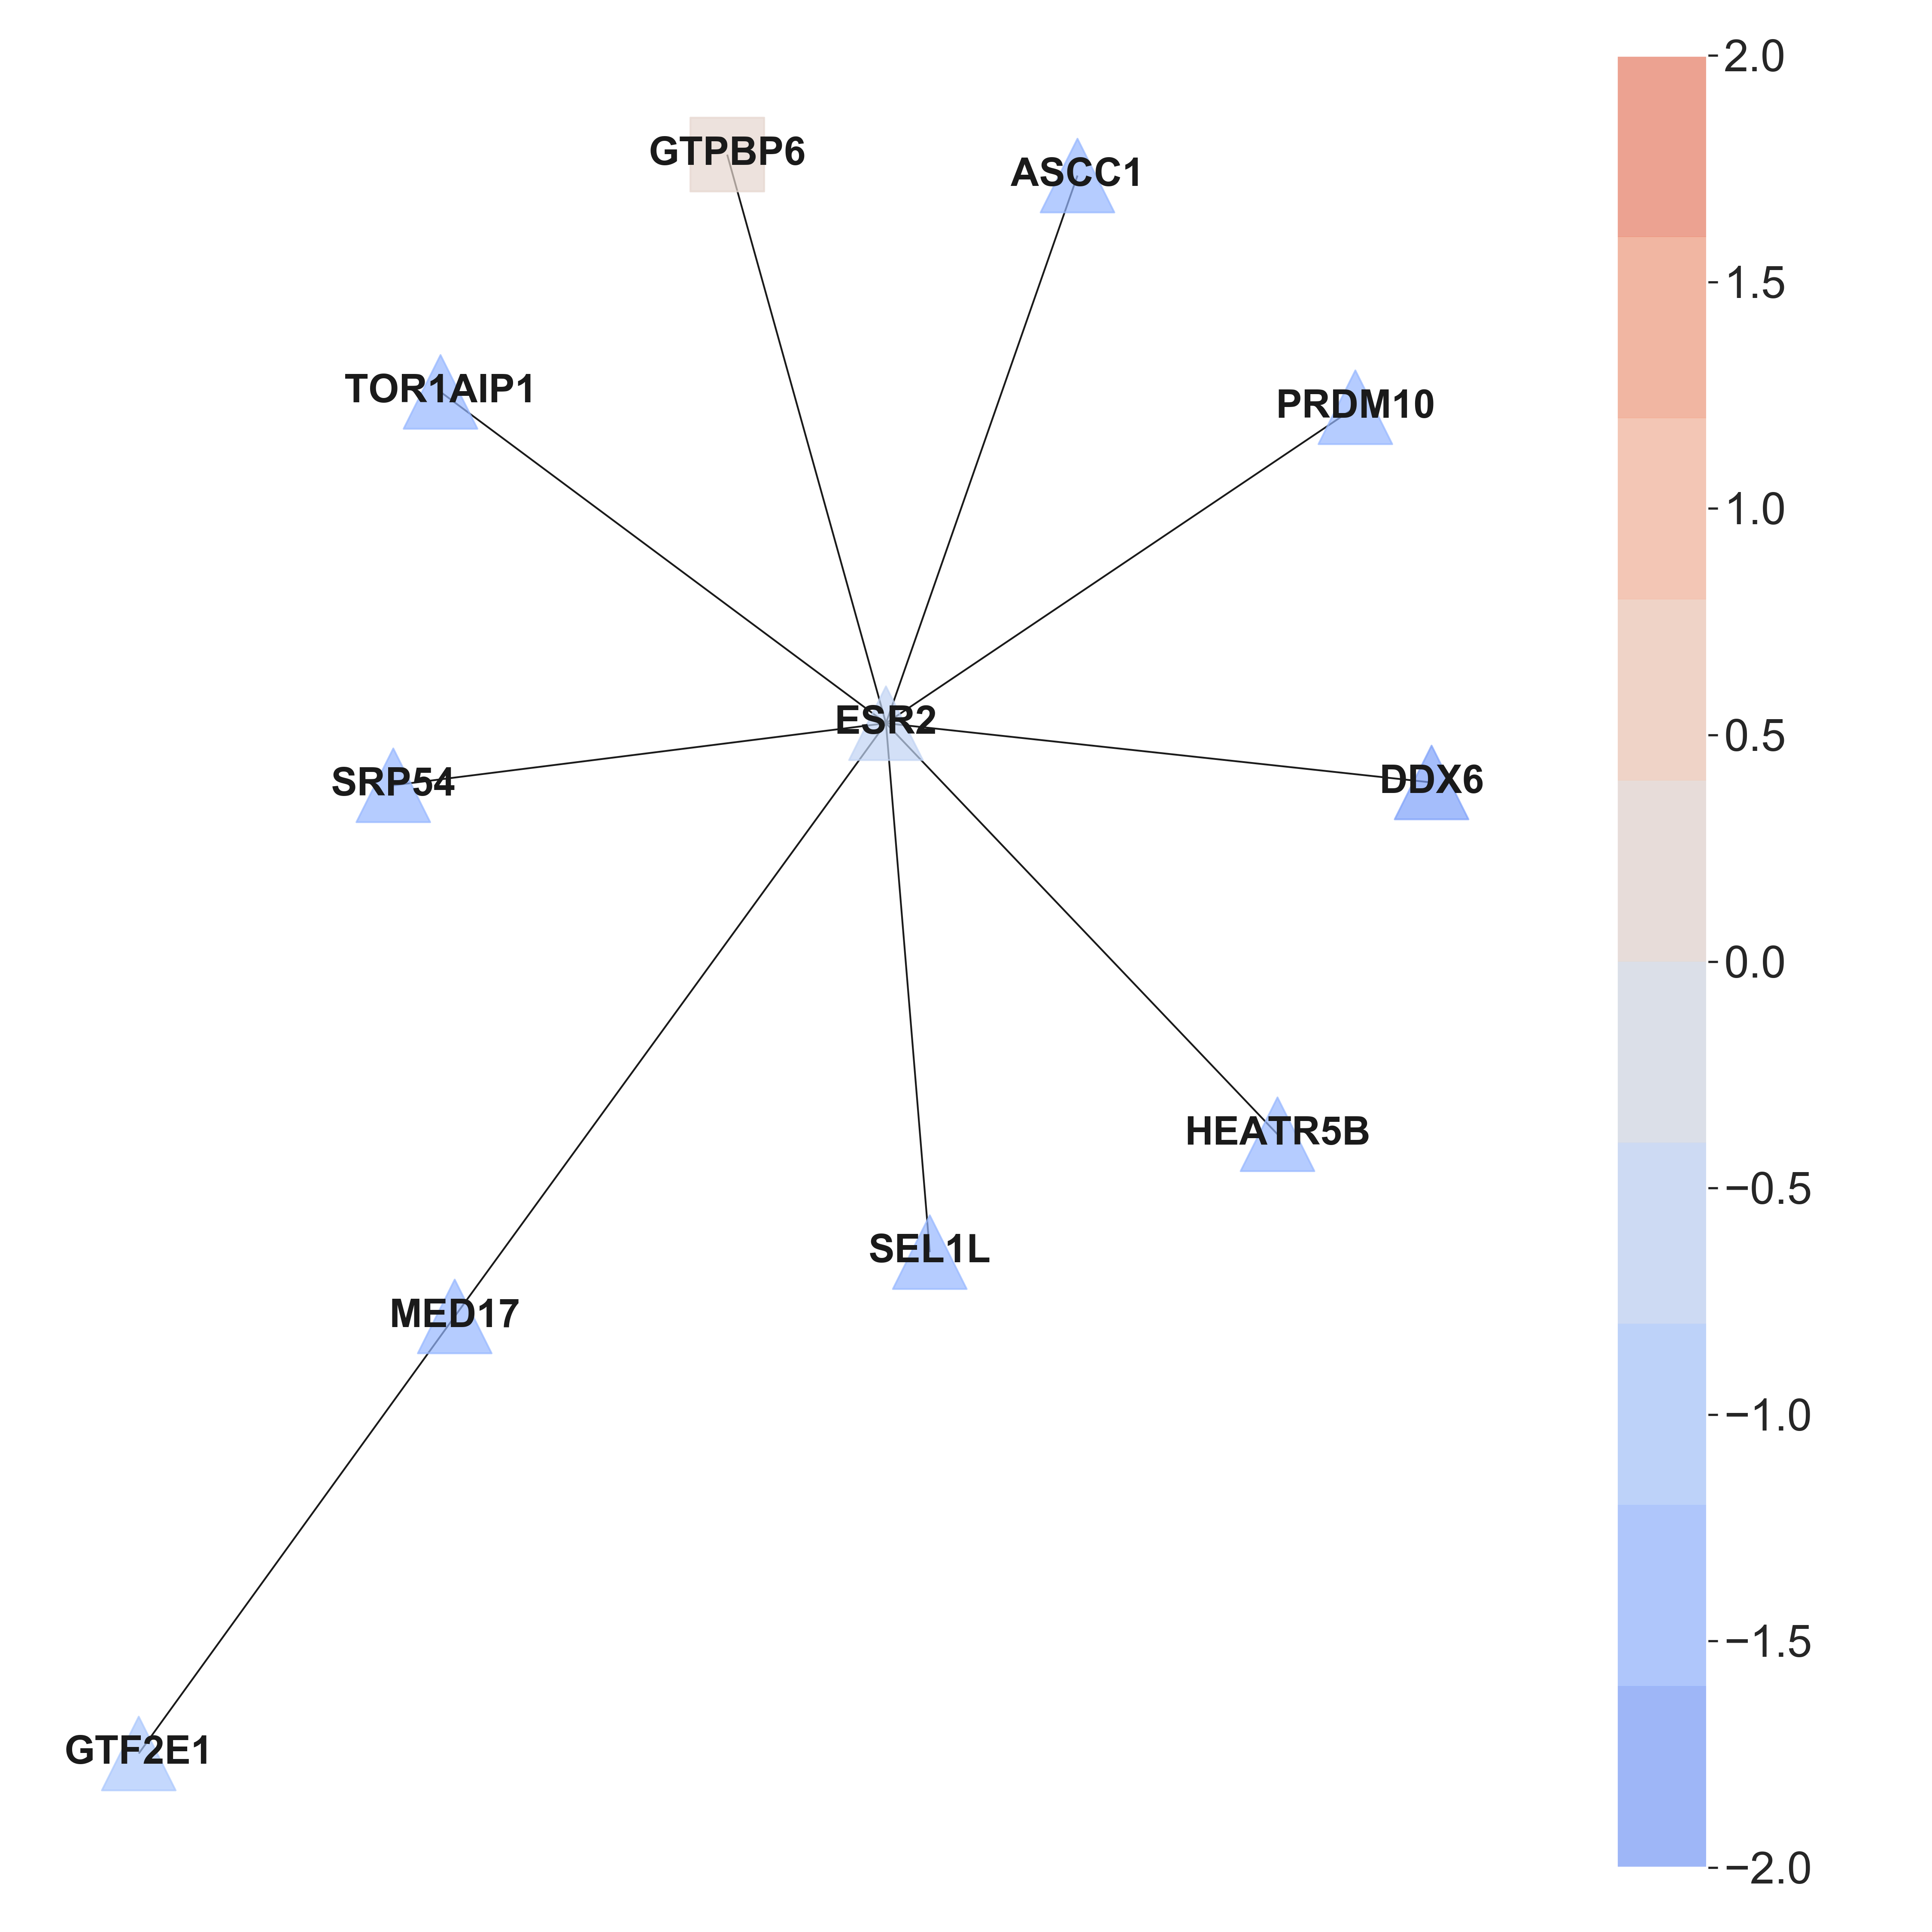 GTPBP6
ASCC1
TOR1AIP1
PRDM10
ESR2
SRP54
DDX6
HEATR5B
SEL1L
MED17
GTF2E1
2.0
1.5
1.0
0.5
0.0
−0.5
−1.0
−1.5
−2.0